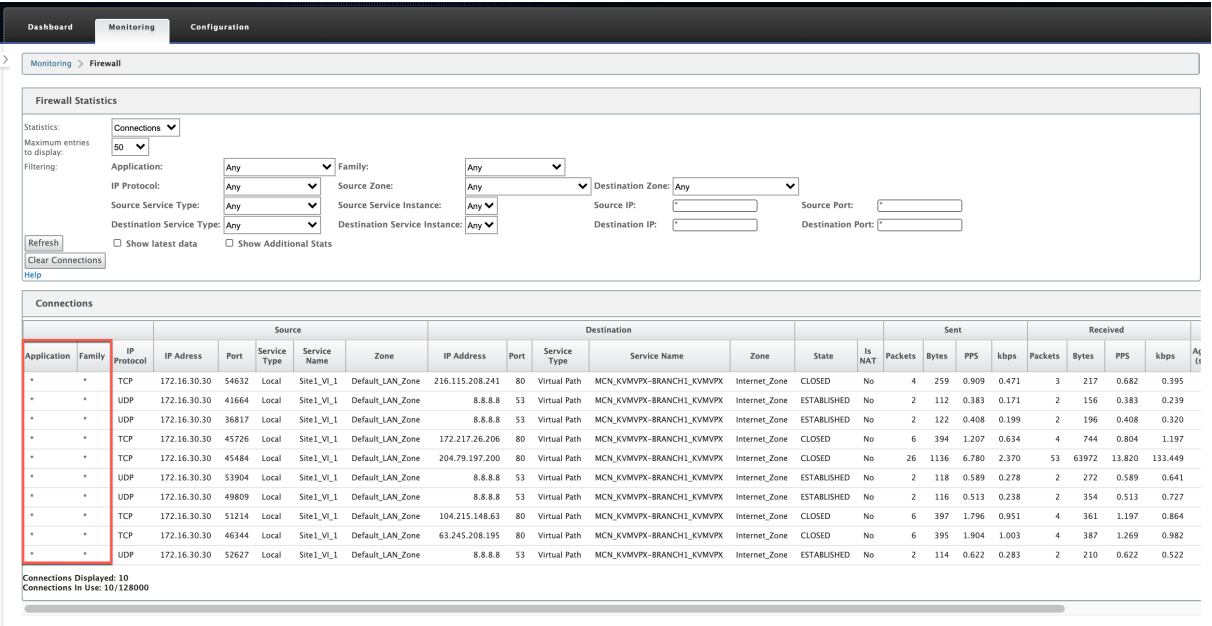 Dashboard Monitoring Configuration
Monitoring > Firewall
Firewall Statistics
Statistics: Connections
Maximum entries to display: 50
Filtering: Application: Any Family: Any
IP Protocol: Any Source Zone: Any Destination Zone: Any
Source Service Type: Any Source Service Instance: Any Source IP: * Source Port: *
Destination Service Type: Any Destination Service Instance: Any Destination IP: * Destination Port: *
Refresh Show latest data Show Additional Stats
Clear Connections
Help
Connections
Source Destination Sent Received
Application Family IP Protocol IP Adress Port Service Type Service Name Zone IP Address Port Service Type Service Name Zone State Is NAT Packets Bytes PPS kbps Packets Bytes PPS kbps
* * TCP 172.16.30.30 54632 Local Site1_VI_1 Default_LAN_Zone 216.115.208.241 80 Virtual Path MCN_KVMVPX-BRANCH1_KVMVPX Internet_Zone CLOSED No 4 259 0.909 0.471 3 217 0.682 0.395
* * UDP 172.16.30.30 41664 Local Site1_VI_1 Default_LAN_Zone 8.8.8.8 53 Virtual Path MCN_KVMVPX-BRANCH1_KVMVPX Internet_Zone ESTABLISHED No 2 112 0.383 0.171 2 156 0.383 0.239
* * UDP 172.16.30.30 36817 Local Site1_VI_1 Default_LAN_Zone 8.8.8.8 53 Virtual Path MCN_KVMVPX-BRANCH1_KVMVPX Internet_Zone ESTABLISHED No 2 122 0.408 0.199 2 196 0.408 0.320
* * TCP 172.16.30.30 45726 Local Site1_VI_1 Default_LAN_Zone 172.217.26.206 80 Virtual Path MCN_KVMVPX-BRANCH1_KVMVPX Internet_Zone CLOSED No 6 394 1.207 0.634 4 744 0.804 1.197
* * TCP 172.16.30.30 45484 Local Site1_VI_1 Default_LAN_Zone 204.79.197.200 80 Virtual Path MCN_KVMVPX-BRANCH1_KVMVPX Internet_Zone CLOSED No 26 1136 6.780 2.370 53 63972 13.820 133.449
* * UDP 172.16.30.30 53904 Local Site1_VI_1 Default_LAN_Zone 8.8.8.8 53 Virtual Path MCN_KVMVPX-BRANCH1_KVMVPX Internet_Zone ESTABLISHED No 2 118 0.589 0.278 2 272 0.589 0.641
* * UDP 172.16.30.30 49809 Local Site1_VI_1 Default_LAN_Zone 8.8.8.8 53 Virtual Path MCN_KVMVPX-BRANCH1_KVMVPX Internet_Zone ESTABLISHED No 2 116 0.513 0.238 2 354 0.513 0.727
* * TCP 172.16.30.30 51214 Local Site1_VI_1 Default_LAN_Zone 104.215.148.63 80 Virtual Path MCN_KVMVPX-BRANCH1_KVMVPX Internet_Zone CLOSED No 6 397 1.796 0.951 4 361 1.197 0.864
* * TCP 172.16.30.30 46344 Local Site1_VI_1 Default_LAN_Zone 63.245.208.195 80 Virtual Path MCN_KVMVPX-BRANCH1_KVMVPX Internet_Zone CLOSED No 6 395 1.904 1.003 4 387 1.269 0.982
* * UDP 172.16.30.30 52627 Local Site1_VI_1 Default_LAN_Zone 8.8.8.8 53 Virtual Path MCN_KVMVPX-BRANCH1_KVMVPX Internet_Zone ESTABLISHED No 2 114 0.622 0.283 2 210 0.622 0.522
Connections Displayed: 10
Connections In Use: 10/128000